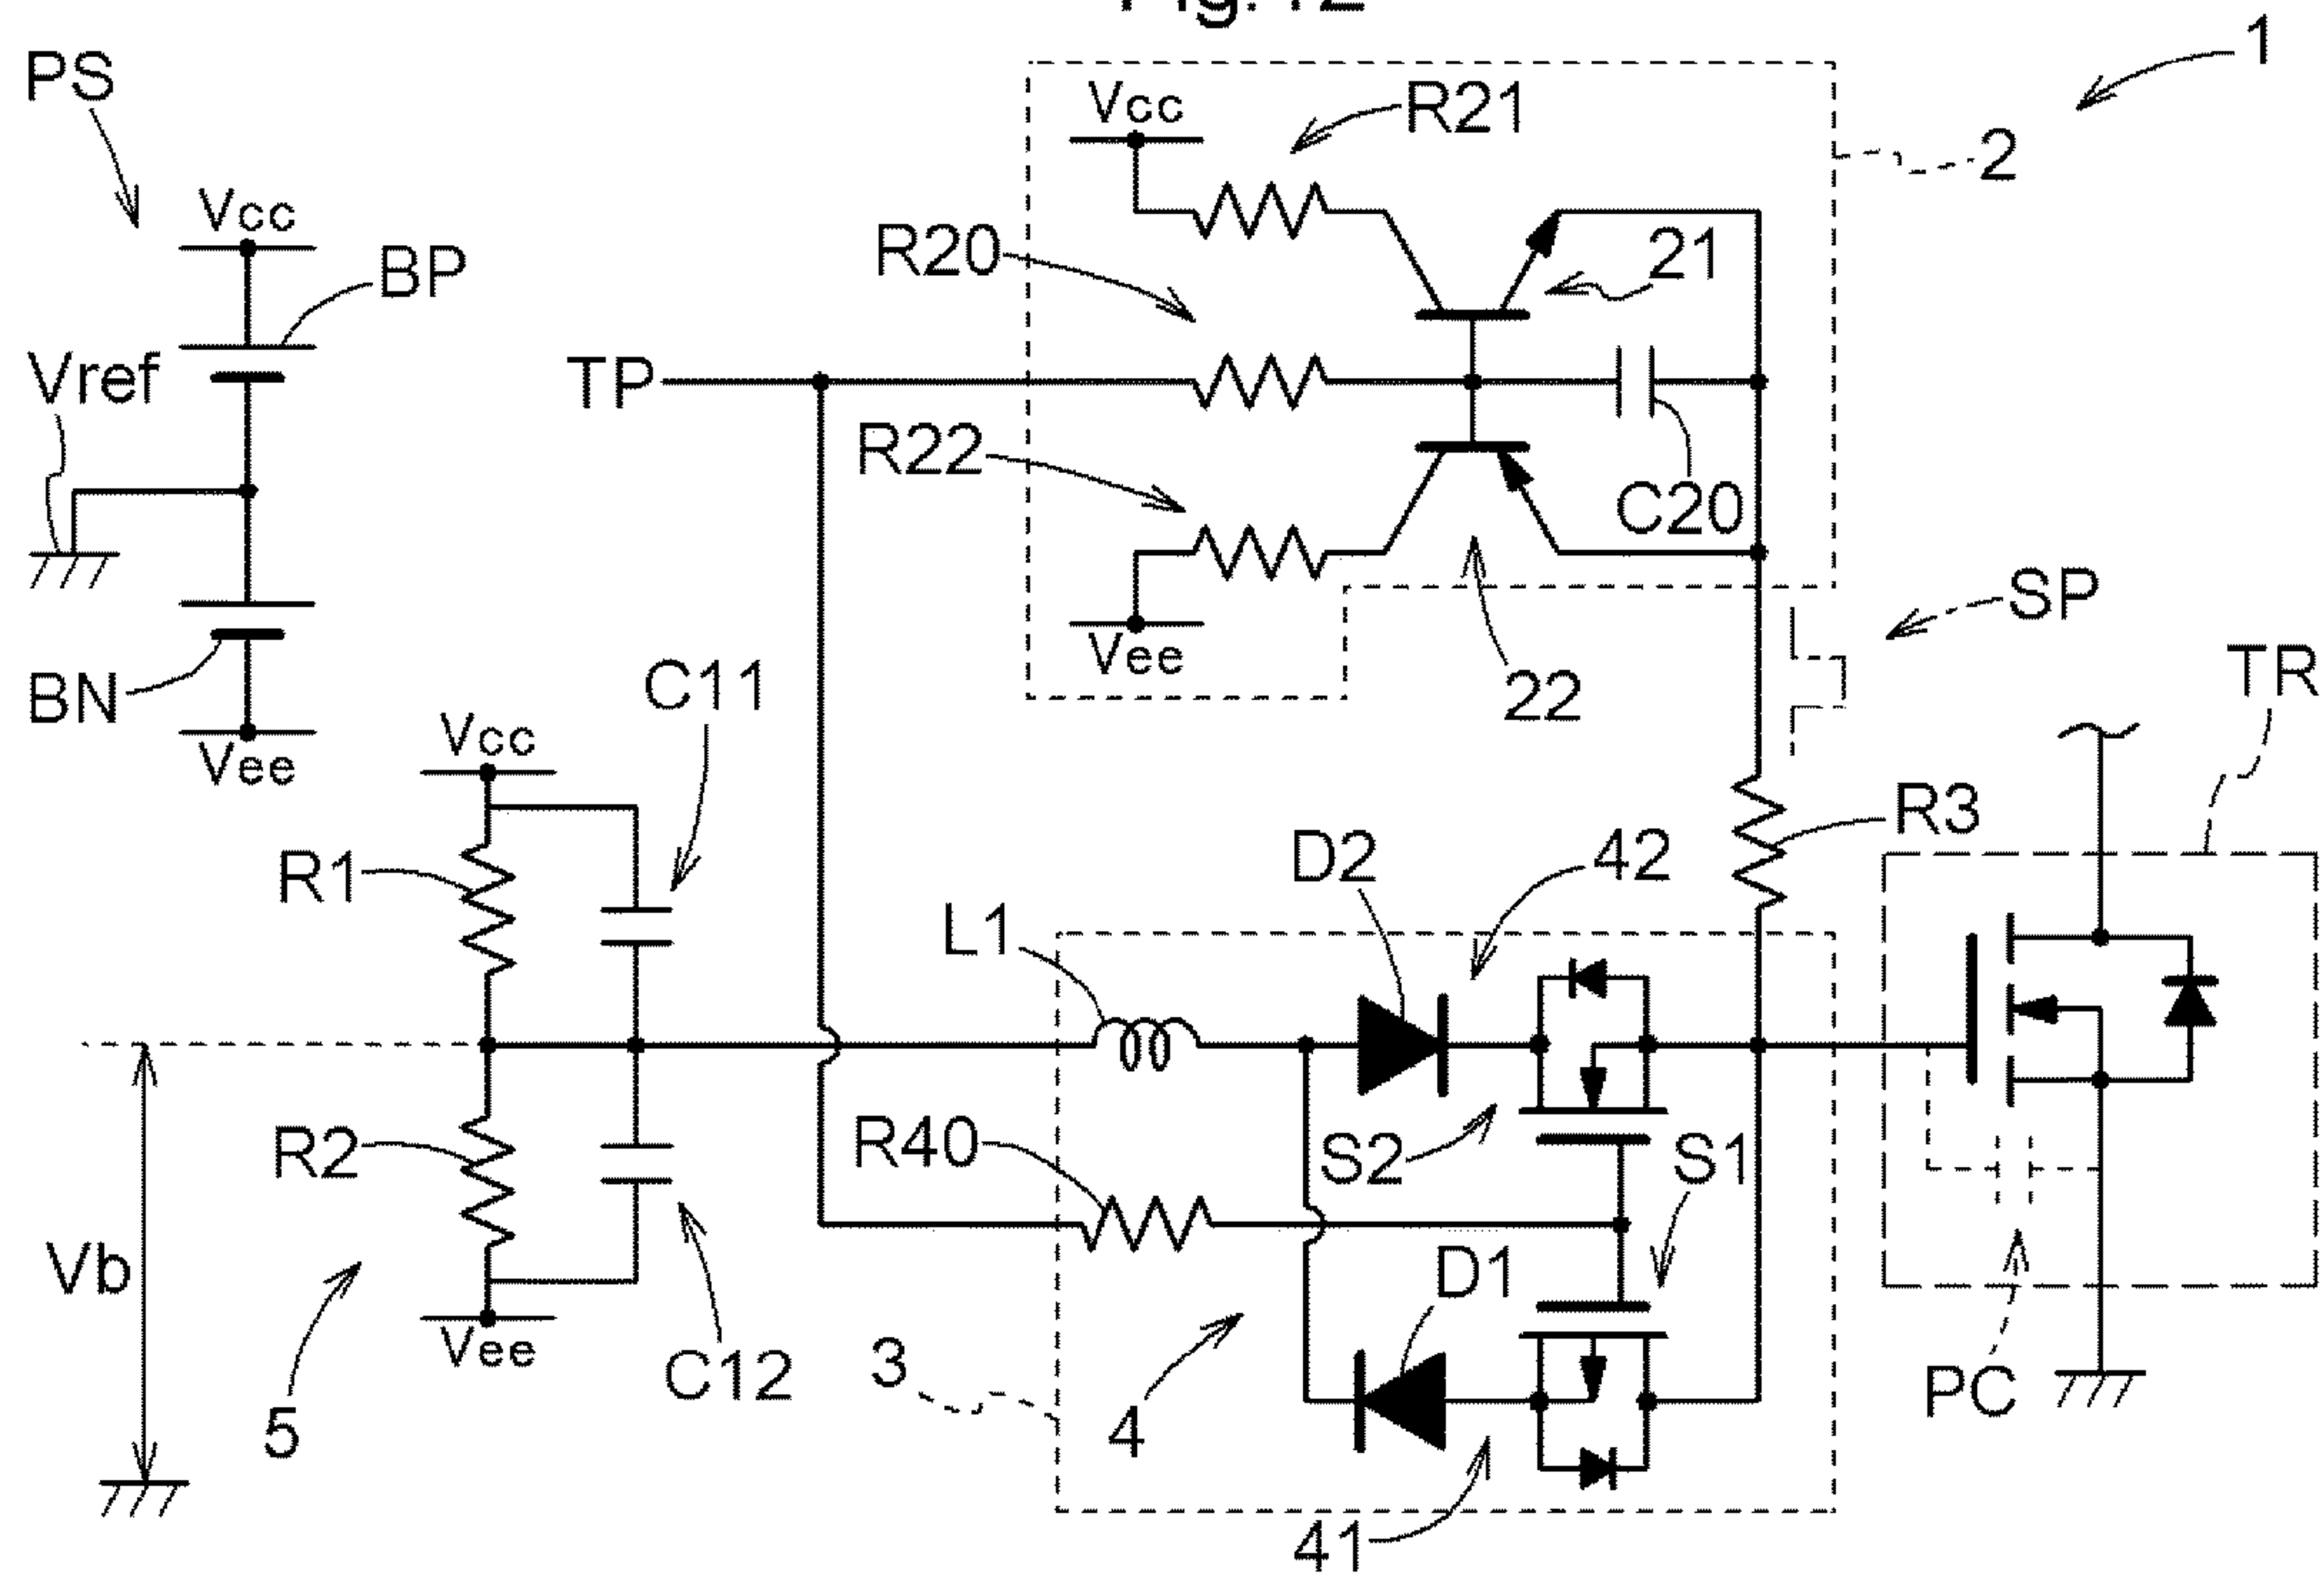 Fig.12
1
PS
Vcc
R21
2
Vcc
R20
21
BP
TP
Vref
R22
C20
SP
Vee
22
TR
C11
BN
Vcc
Vee
R3
D2
42
R1
L1
R40
S2
S1
R2
Vb
D1
3
Vee
C12
4
PC
5
41